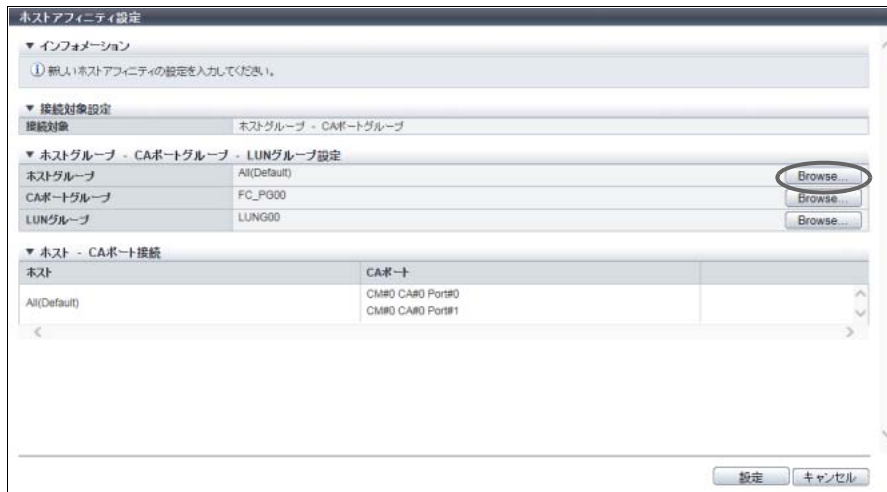 ホストアフィニティ設定
▼ インフォメーション
新しいホストアフィニティの設定を入力してください。
▼ 接続対象設定
接続対象 ホストグループ - CAポートグループ
▼ ホストグループ - CAポートグループ - LUNグループ設定
ホストグループ All(Default) Browse...
CAポートグループ FC_PG00 Browse...
LUNグループ LUNG00 Browse...
▼ ホスト - CAポート接続
ホスト CAポート
All(Default) CM#0 CA#0 Port#0
CM#0 CA#0 Port#1
設定 キャンセル